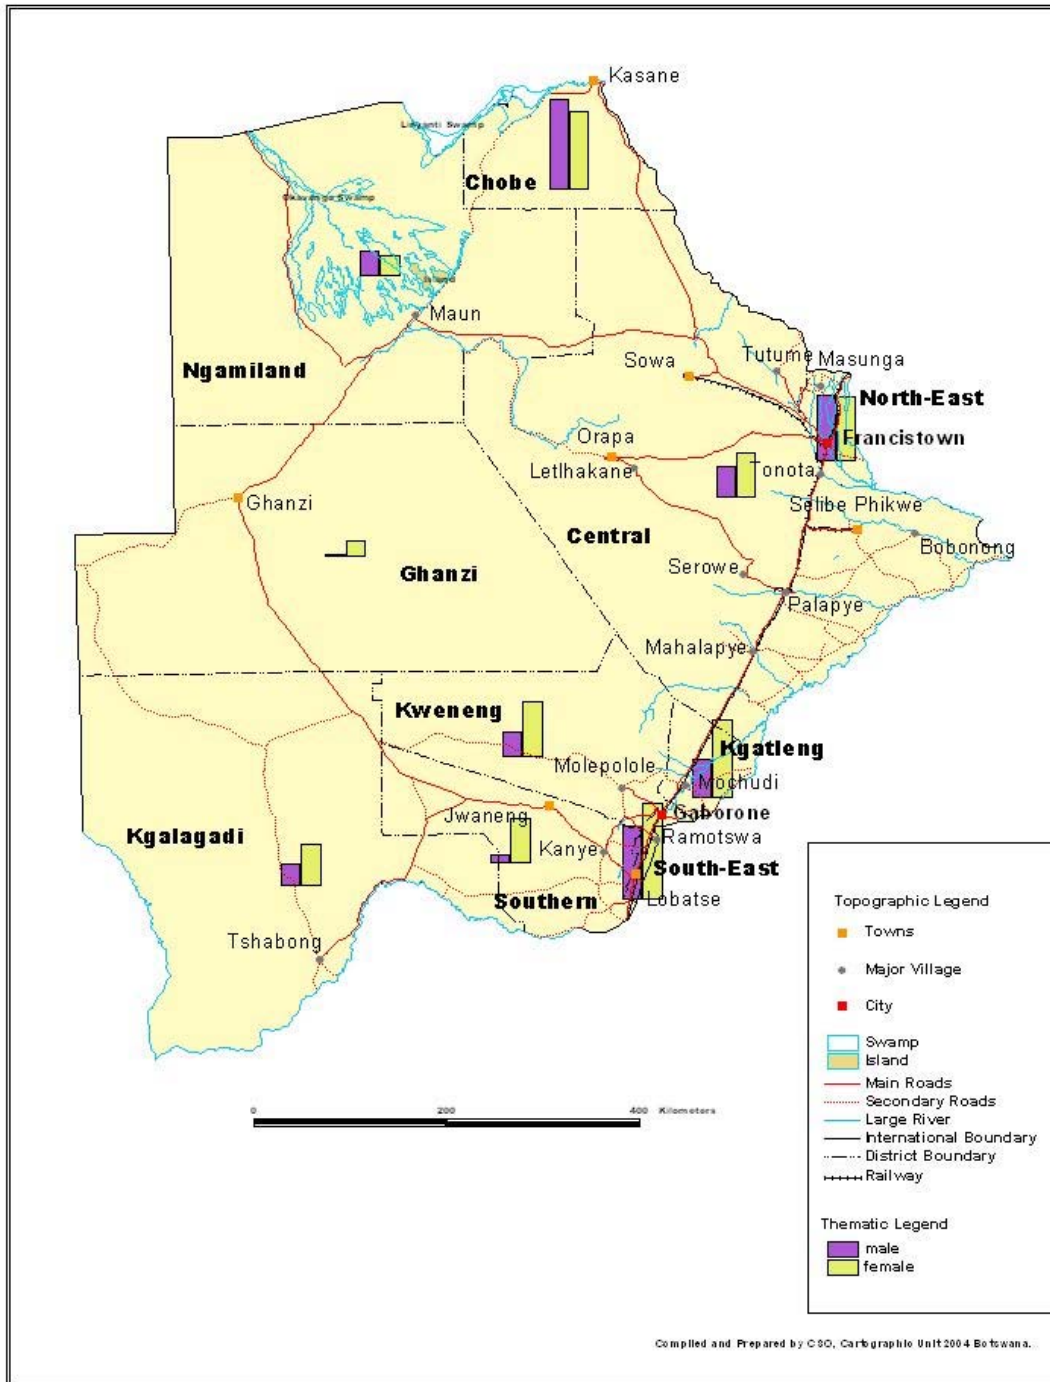 Kasane
Linyanti Swamp
Chobe
Okavango Swamp
Island
Maun
Ngamiland
Sowa
Tutume
Masunga
North-East
Francistown
Orapa
Letlhakane
Tonota
Selibe Phikwe
Ghanzi
Central
Bobonong
Ghanzi
Serowe
Palapye
Mahalapye
Kweneng
Kgatleng
Molepolole
Mochudi
Jwaneng
Gaborone
Kgalagadi
Kanye
Ramotswa
South-East
Southern
Lobatse
Tshabong
Topographic Legend
Towns
Major Village
City
Swamp
Island
Main Roads
Secondary Roads
Large River
International Boundary
District Boundary
Railway
0 200 400 Kilometers
Thematic Legend
male
female
Compiled and Prepared by CSO, Cartographic Unit 2004 Botswana.